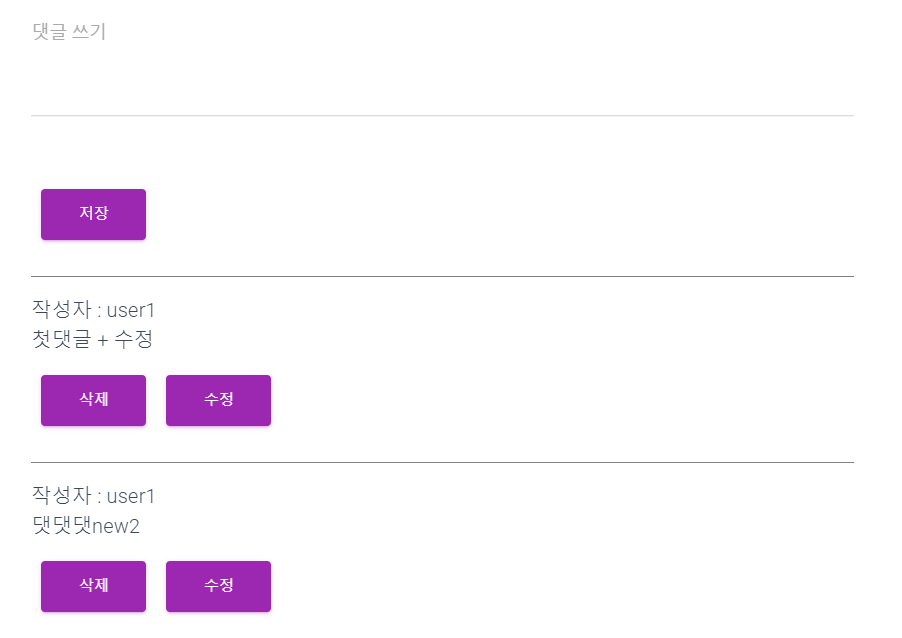 댓글 쓰기
저장
작성자 : user1
첫댓글 + 수정
삭제 수정
작성자 : user1
댓댓댓new2
삭제 수정